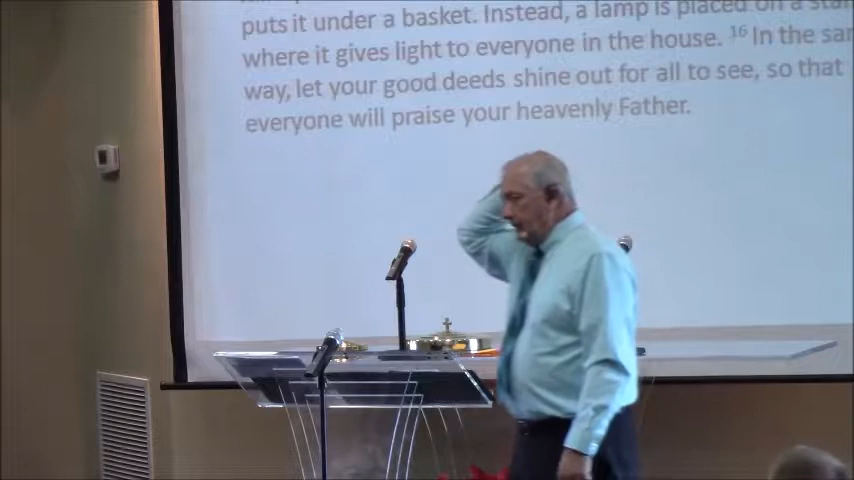 puts it under a basket. Instead, a lamp is placed on a stand
where it gives light to everyone in the house. 16 In the same
way, let your good deeds shine out for all to see, so that
everyone will praise your heavenly Father.